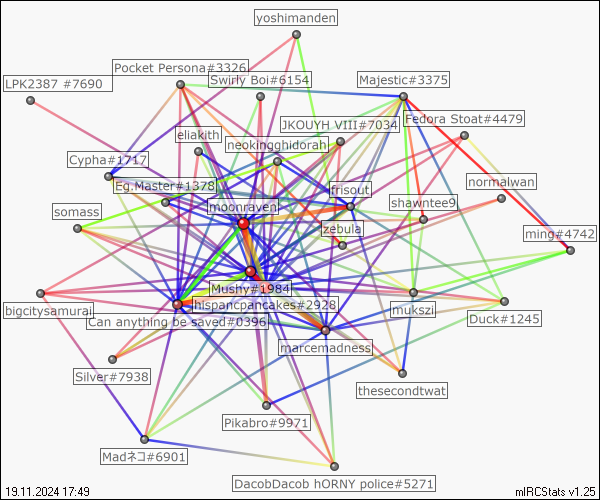 yoshimanden
Pocket Persona#3326
LPK2387 #7690
Swirly Boi#6154
Majestic#3375
Fedora Stoat#4479
JKOUYH VIII#7034
eliakith
neokingghidorah
Cypha#1717
Eg.Master#1378
frisout
normalwan
somass
moonraven
shawntee9
zebula
ming#4742
Mushy#1984
hispancpancakes#2928
bigcitysamurai
Can anything be saved#0396
mukszi
Duck#1245
marcemadness
Silver#7938
thesecondtwat
Pikabro#9971
Madネコ#6901
DacobDacob hORNY police#5271
19.11.2024 17:49
mIRCStats v1.25